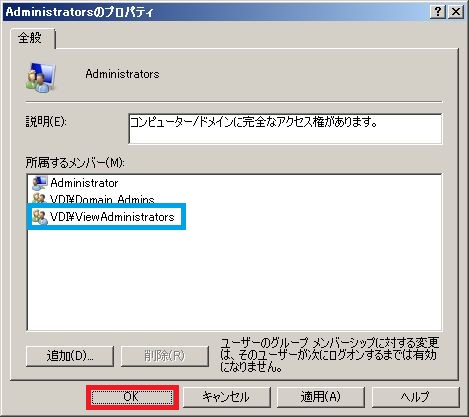 Administratorsのプロパティ
全般
Administrators
説明(E):
コンピューター/ドメインに完全なアクセス権があります。
所属するメンバー(M):
Administrator
VDI¥Domain Admins
VDI¥ViewAdministrators
追加(D)...
削除(R)
ユーザーのグループ メンバーシップに対する変更
は、そのユーザーが次にログオンするまでは有効
になりません。
OK
キャンセル
適用(A)
ヘルプ